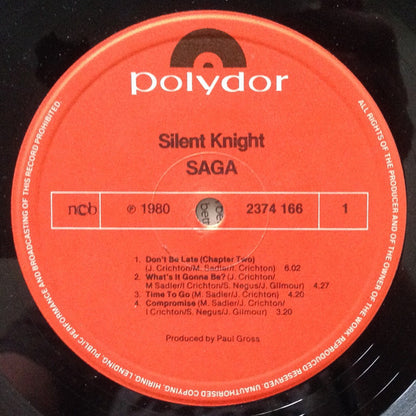 polydor
Silent Knight
SAGA
ncb ℗ 1980 2374 166 1
1. Don't Be Late (Chapter Two)
(J. Crichton/M. Sadler/I. Crichton) 6.02
2. What's It Gonna Be? (J. Crichton/
M. Sadler/I. Crichton/S. Negus/J. Gilmour) 4.27
3. Time To Go (M. Sadler/J. Crichton) 4.20
4. Compromise (M. Sadler/J. Crichton/
I Crichton/S. Negus/J. Gilmour) 3.20
Produced by Paul Gross
ALL RIGHTS OF THE PRODUCER AND OF THE OWNER OF THE WORK REPRODUCED RESERVED. UNAUTHORISED COPYING, HIRING, LENDING, PUBLIC PERFORMANCE AND BROADCASTING OF THIS RECORD PROHIBITED.